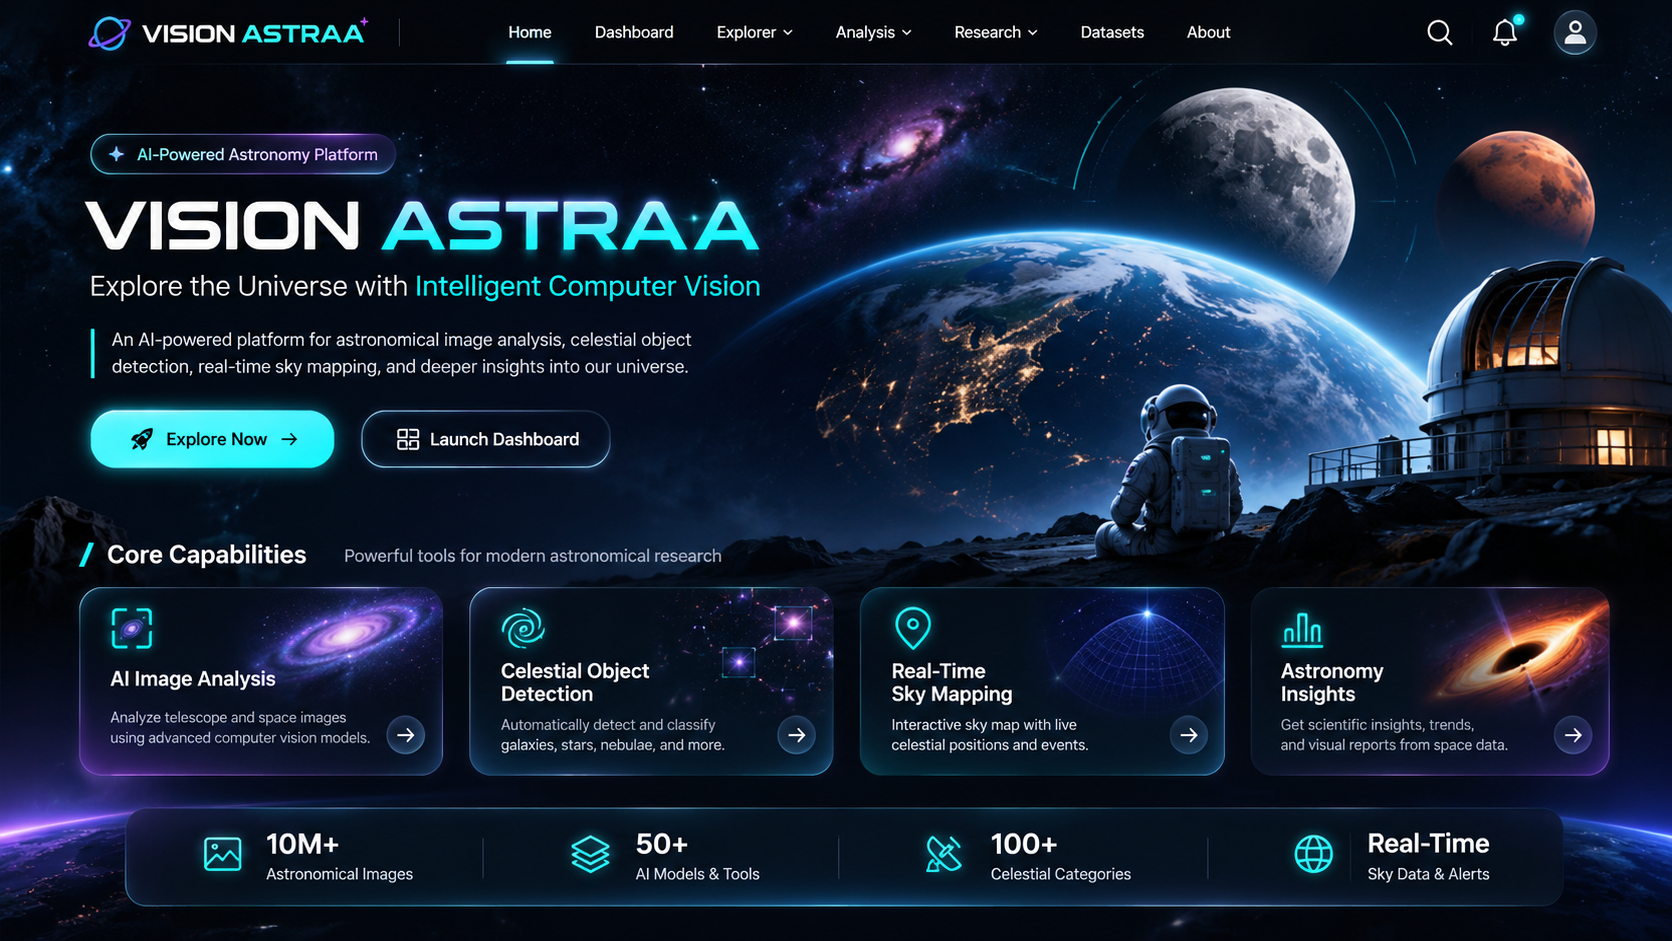 VISION ASTRAA
Home
Dashboard
Explorer
Analysis
Research
Datasets
About
AI-Powered Astronomy Platform
VISION ASTRAA
Explore the Universe with Intelligent Computer Vision
An AI-powered platform for astronomical image analysis, celestial object
detection, real-time sky mapping, and deeper insights into our universe.
Explore Now
Launch Dashboard
Core Capabilities
Powerful tools for modern astronomical research
AI Image Analysis
Analyze telescope and space images
using advanced computer vision models.
Celestial Object
Detection
Automatically detect and classify
galaxies, stars, nebulae, and more.
Real-Time
Sky Mapping
Interactive sky map with live
celestial positions and events.
Astronomy
Insights
Get scientific insights, trends,
and visual reports from space data.
10M+
Astronomical Images
50+
AI Models & Tools
100+
Celestial Categories
Real-Time
Sky Data & Alerts